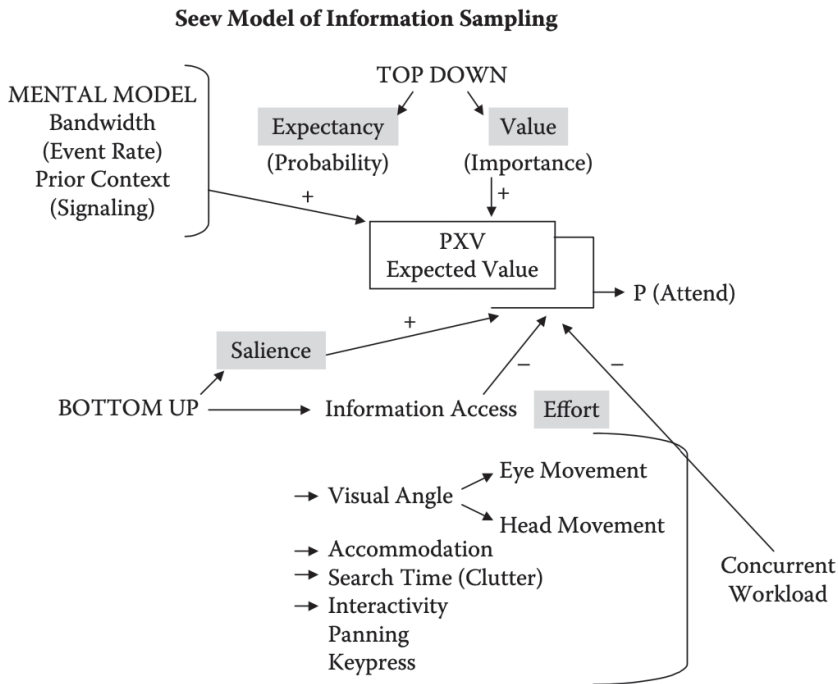 Seev Model of Information Sampling
TOP DOWN
MENTAL MODEL
Bandwidth
(Event Rate)
Prior Context
(Signaling)
Expectancy
(Probability)
Value
(Importance)
+
+
PXV
Expected Value
P (Attend)
+
Salience
–
–
BOTTOM UP
Information Access
Effort
Visual Angle
Eye Movement
Head Movement
Accommodation
Search Time (Clutter)
Interactivity
Panning
Keypress
Concurrent
Workload